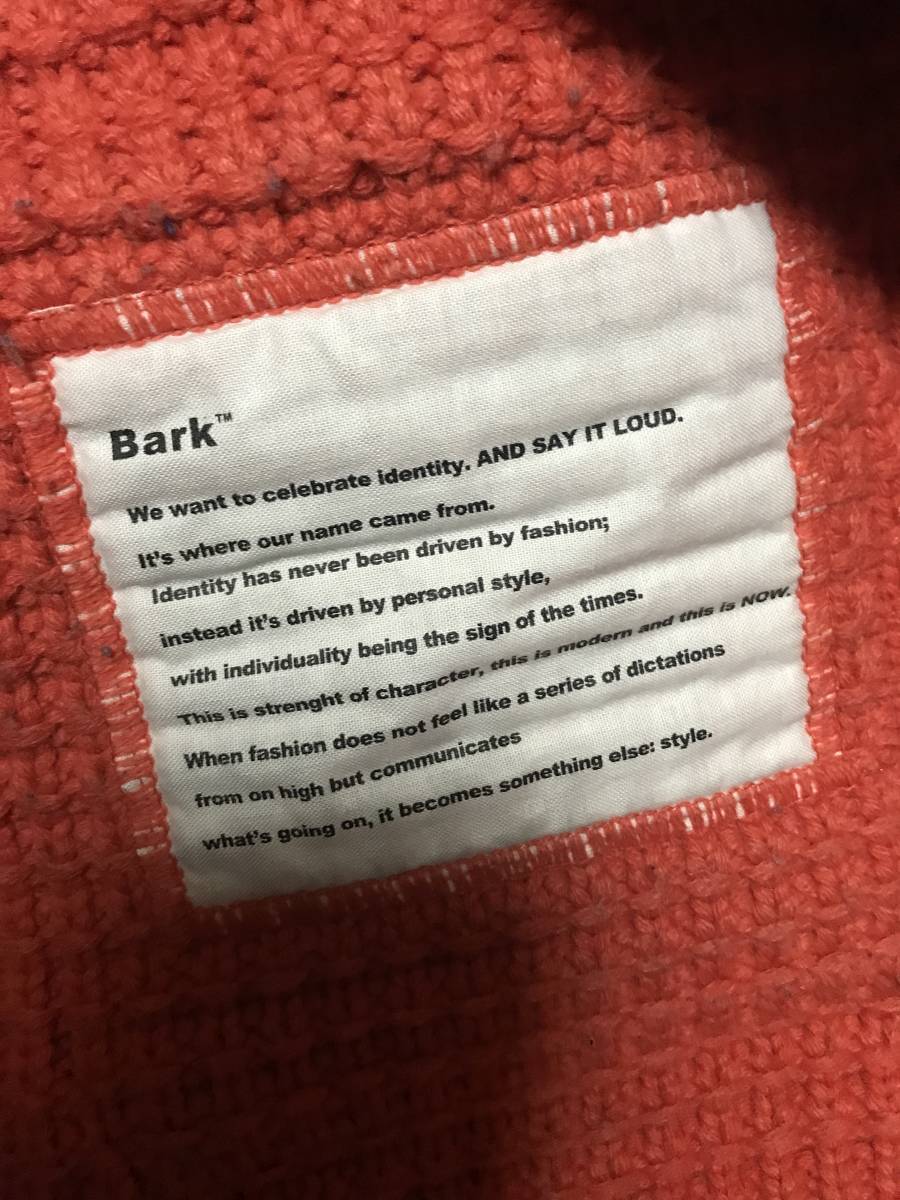 Bark™
We want to celebrate identity. AND SAY IT LOUD.
It's where our name came from.
Identity has never been driven by fashion;
instead it's driven by personal style,
with individuality being the sign of the times.
This is strenght of character, this is modern and this is NOW.
When fashion does not feel like a series of dictations
from on high but communicates
what's going on, it becomes something else: style.